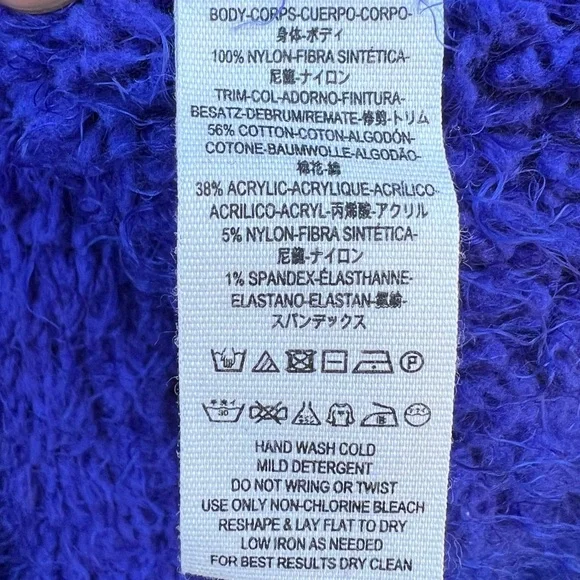 BODY-CORPS-CUERPO-CORPO-
身体-ボディ
100% NYLON-FIBRA SINTÉTICA-
尼龍-ナイロン
TRIM-COL-ADORNO-FINITURA-
BESATZ-DEBRUM/REMATE-修剪-トリム
56% COTTON-COTON-ALGODÓN-
COTONE-BAUMWOLLE-ALGODÃO-
棉花-綿
38% ACRYLIC-ACRYLIQUE-ACRÍLICO-
ACRILICO-ACRYL-丙烯酸-アクリル
5% NYLON-FIBRA SINTÉTICA-
尼龍-ナイロン
1% SPANDEX-ÉLASTHANNE-
ELASTANO-ELASTAN-氨綸-
スパンデックス
P
手洗イ 30
HAND WASH COLD
MILD DETERGENT
DO NOT WRING OR TWIST
USE ONLY NON-CHLORINE BLEACH
RESHAPE & LAY FLAT TO DRY
LOW IRON AS NEEDED
FOR BEST RESULTS DRY CLEAN